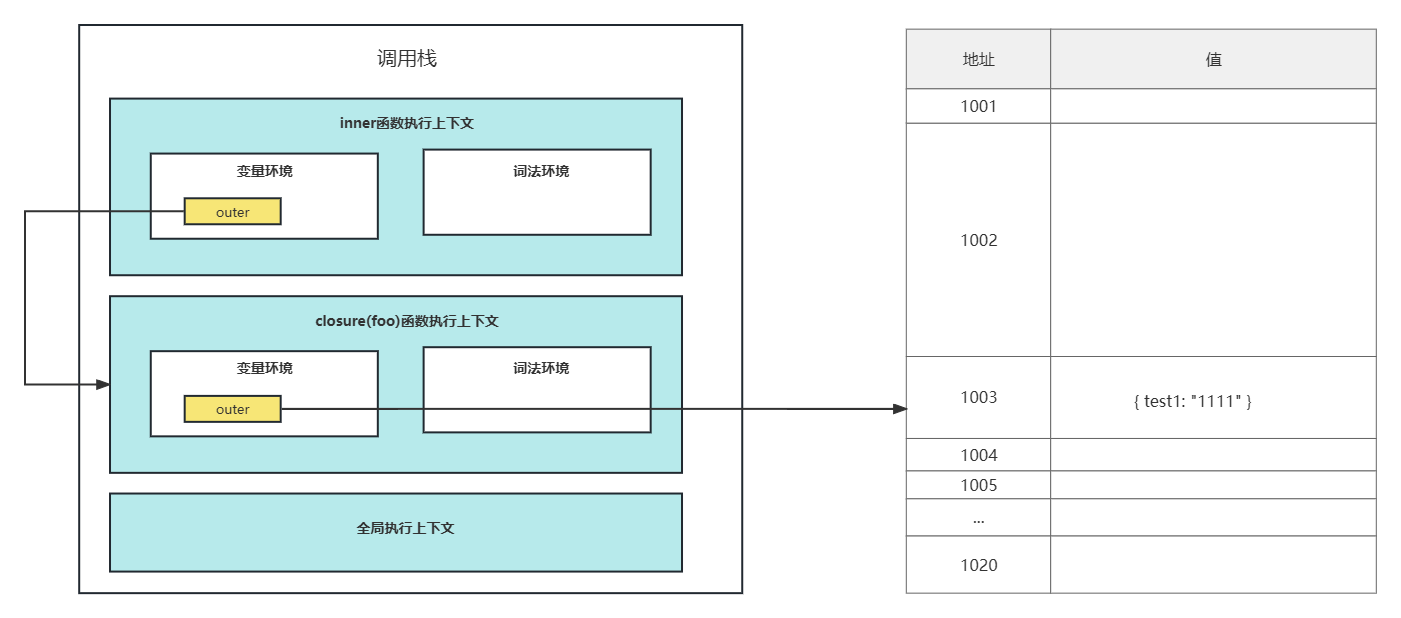 调用栈
inner函数执行上下文
变量环境
词法环境
outer
closure(foo)函数执行上下文
变量环境
词法环境
outer
全局执行上下文
地址 值
1001
1002
1003 { test1: "1111" }
1004
1005
...
1020